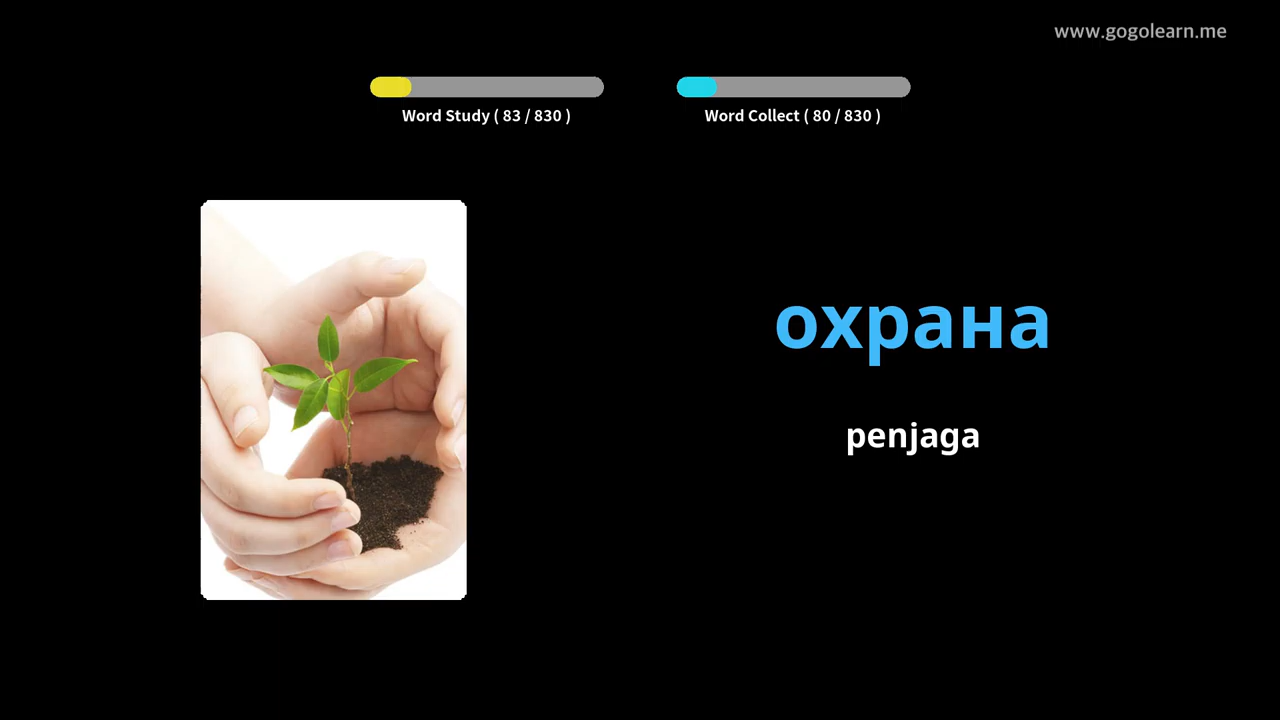 www.gogolearn.me
Word Study ( 83 / 830 )
Word Collect ( 80 / 830 )
охрана
penjaga